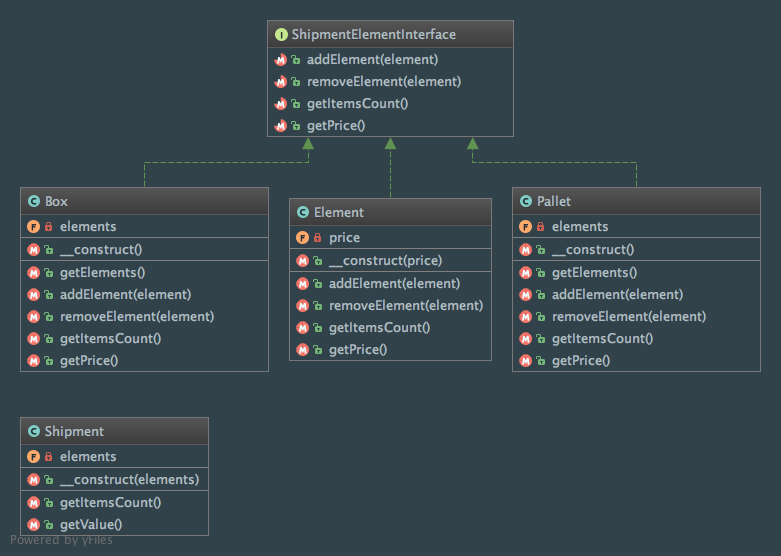 I ShipmentElementInterface
M addElement(element)
M removeElement(element)
M getItemsCount()
M getPrice()
C Box
F elements
M __construct()
M getElements()
M addElement(element)
M removeElement(element)
M getItemsCount()
M getPrice()
C Element
F price
M __construct(price)
M addElement(element)
M removeElement(element)
M getItemsCount()
M getPrice()
C Pallet
F elements
M __construct()
M getElements()
M addElement(element)
M removeElement(element)
M getItemsCount()
M getPrice()
C Shipment
F elements
M __construct(elements)
M getItemsCount()
M getValue()
Powered by yFiles